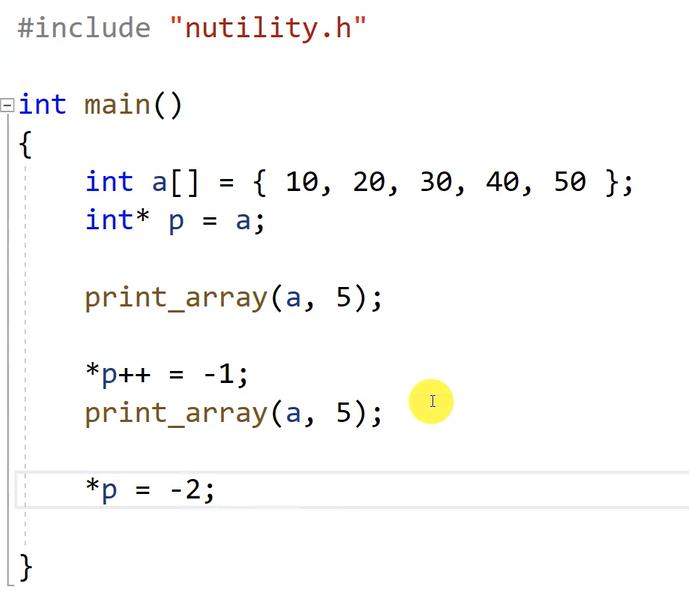 #include "nutility.h"
int main()
{
int a[] = { 10, 20, 30, 40, 50 };
int* p = a;
print_array(a, 5);
*p++ = -1;
print_array(a, 5);
*p = -2;
}